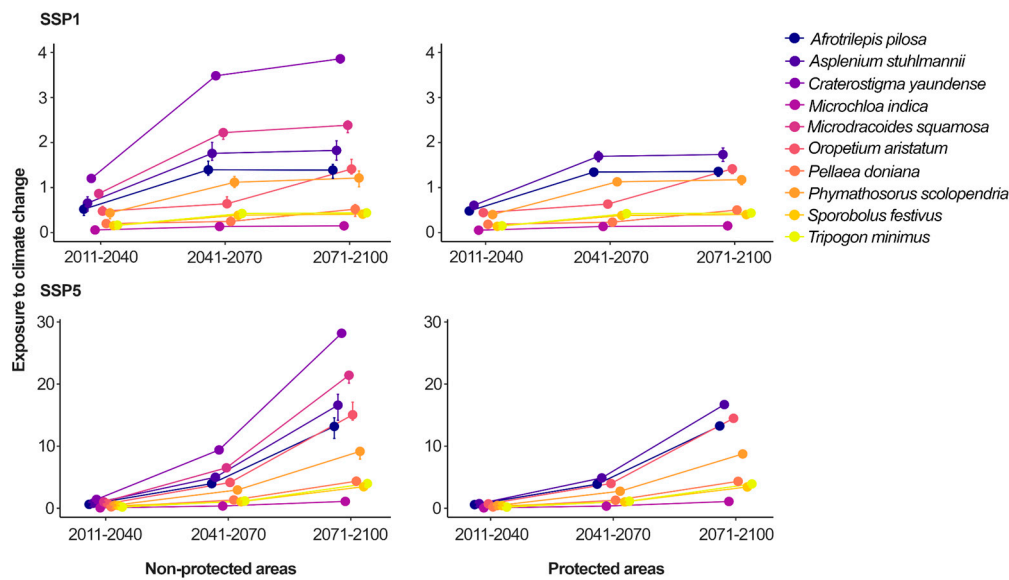 SSP1
Exposure to climate change
4
3
2
1
0
2011-2040 2041-2070 2071-2100
4
3
2
1
0
2011-2040 2041-2070 2071-2100
Afrotrilepis pilosa
Asplenium stuhlmannii
Craterostigma yaundense
Microchloa indica
Microdracoides squamosa
Oropetium aristatum
Pellaea doniana
Phymathosorus scolopendria
Sporobolus festivus
Tripogon minimus
SSP5
30
20
10
0
2011-2040 2041-2070 2071-2100
Non-protected areas
30
20
10
0
2011-2040 2041-2070 2071-2100
Protected areas